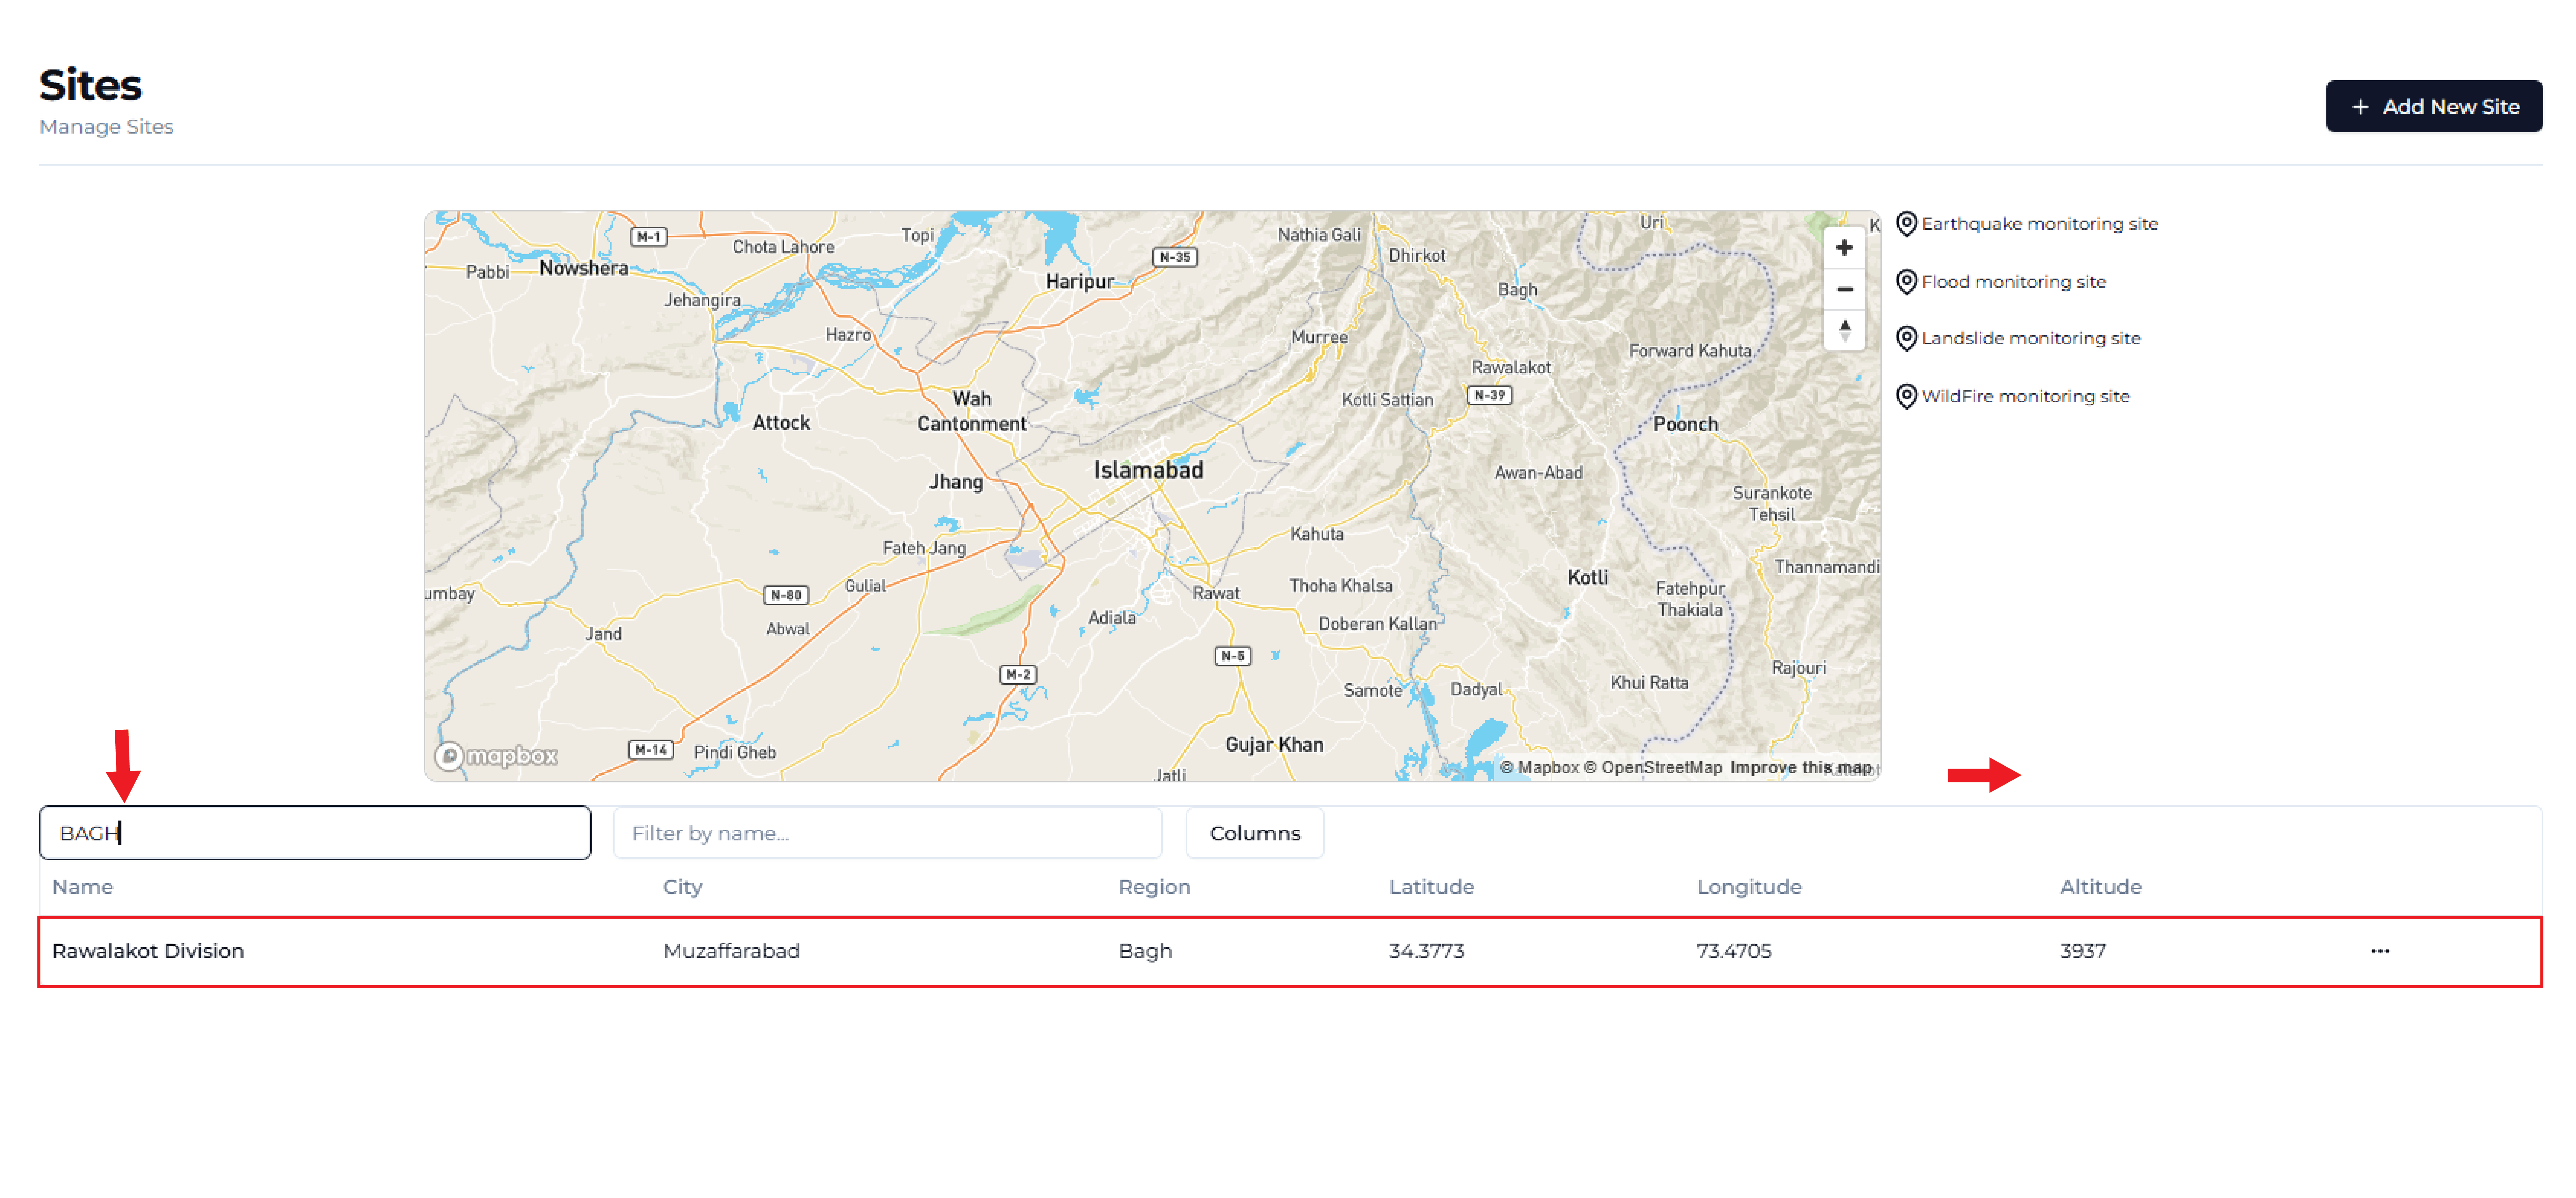 Sites
Manage Sites
+ Add New Site
M-1
Chota Lahore
Topi
Nathia Gali
Uri
K
Pabbi
Nowshera
N-35
Dhirkot
Haripur
Bagh
Jehangira
Hazro
Murree
Forward Kahuta
Rawalakot
Wah
Cantonment
Kotli Sattian
N-39
Attock
Poonch
Islamabad
Awan-Abad
Jhang
Surankote
Tehsil
Kahuta
Fateh Jang
Thannamandi
Kotli
Gulial
Thoha Khalsa
Fatehpur
Thakiala
umbay
N-80
Rawat
Adiala
Doberan Kallan
Abwal
Jand
N-5
Rajouri
M-2
Khui Ratta
Samote
Dadyal
M-14
Pindi Gheb
Gujar Khan
mapbox
Jatli
© Mapbox © OpenStreetMap Improve this map
Earthquake monitoring site
Flood monitoring site
Landslide monitoring site
WildFire monitoring site
BAGH
Filter by name...
Columns
Name City Region Latitude Longitude Altitude
Rawalakot Division Muzaffarabad Bagh 34.3773 73.4705 3937 ...